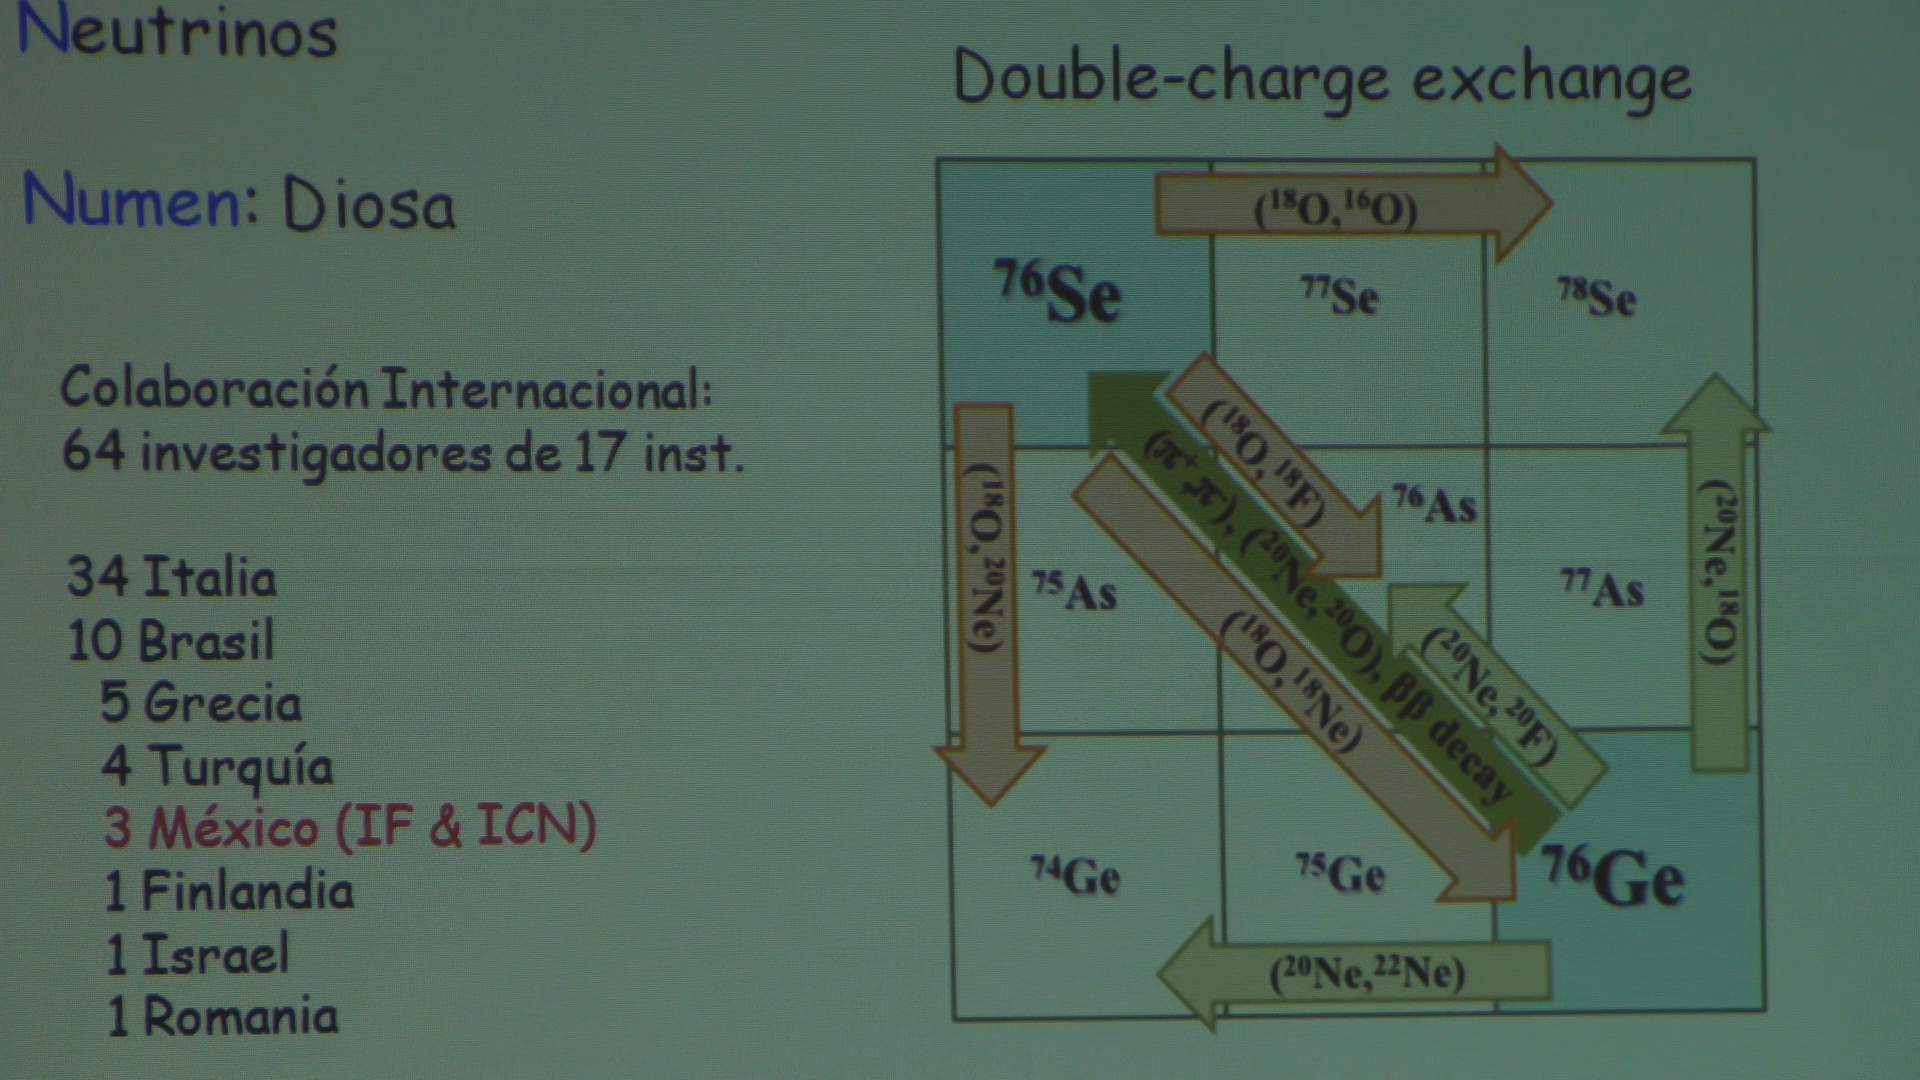 Neutrinos
Numen: Diosa
Colaboración Internacional:
64 investigadores de 17 inst.
34 Italia
10 Brasil
5 Grecia
4 Turquía
3 México (IF & ICN)
1 Finlandia
1 Israel
1 Romania
Double-charge exchange
(¹⁸O,¹⁶O)
⁷⁶Se
⁷⁷Se
⁷⁸Se
(¹⁸O,²⁰Ne)
(¹⁸O,¹⁸F)
(π⁺,π⁻), (²⁰Ne,²⁰O), ββ decay
(¹⁸O,¹⁸Ne)
(²⁰Ne,²⁰F)
(²⁰Ne,¹⁸O)
⁷⁵As
⁷⁶As
⁷⁷As
⁷⁴Ge
⁷⁵Ge
⁷⁶Ge
(²⁰Ne,²²Ne)